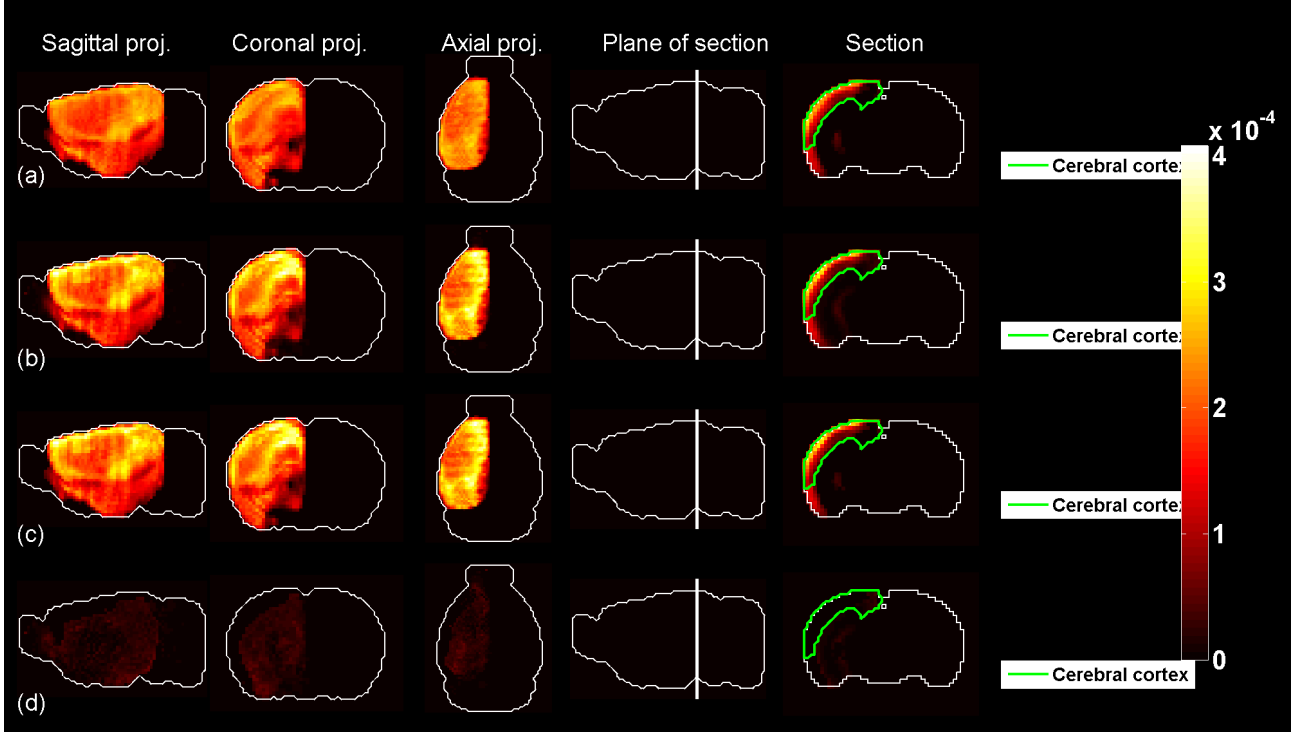 Sagittal proj. Coronal proj. Axial proj. Plane of section Section
x 10-4
(a) Cerebral cortex 4
(b) Cerebral cortex 3
2
(c) Cerebral cortex 1
(d) Cerebral cortex 0